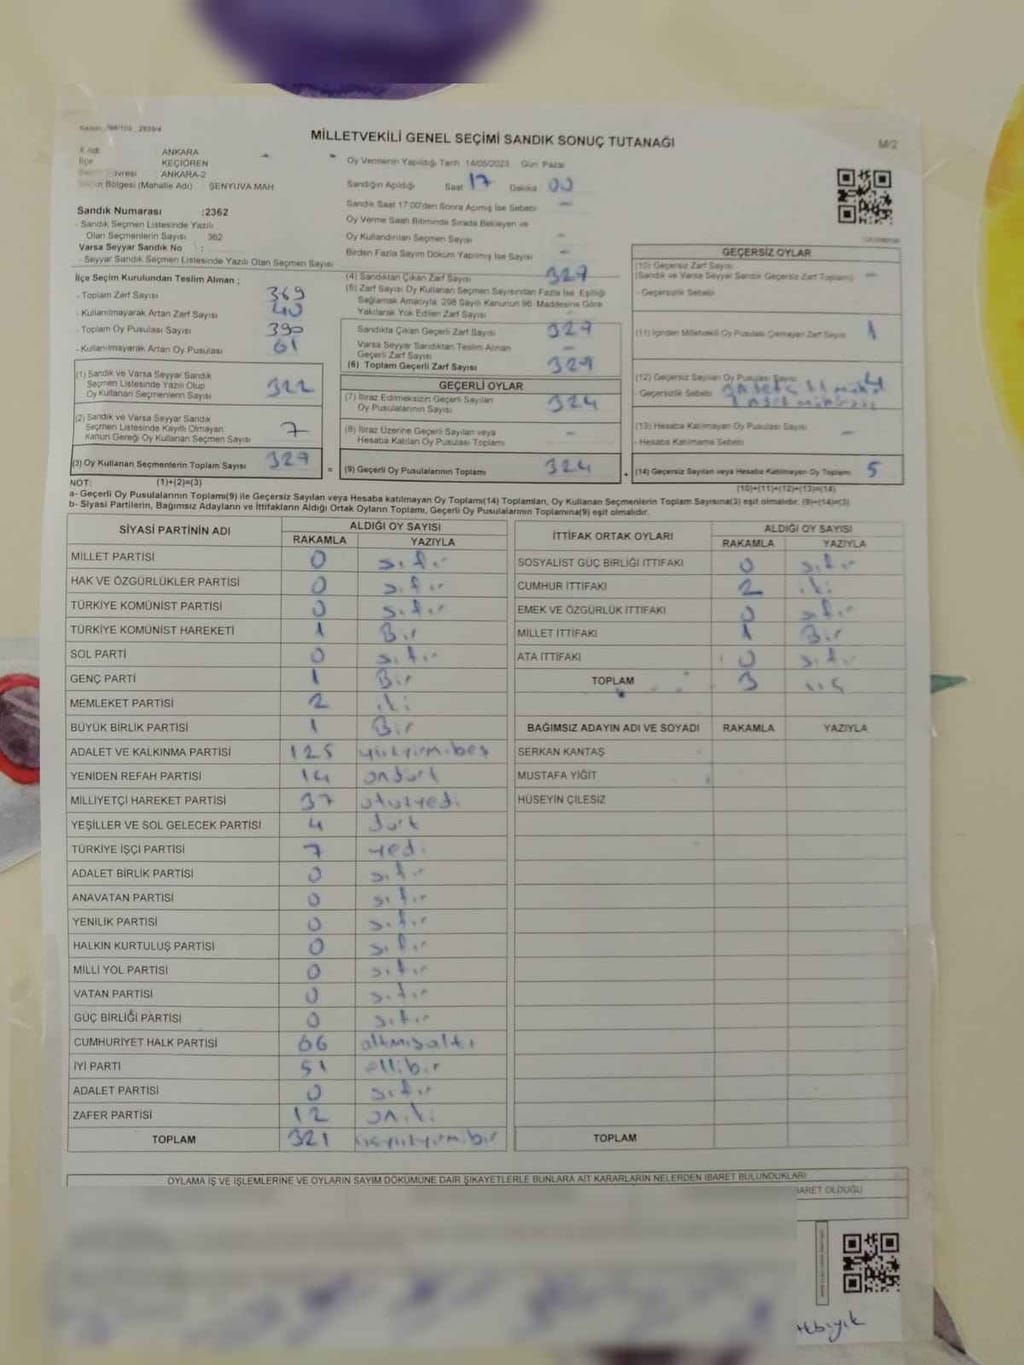 MİLLETVEKİLİ GENEL SEÇİMİ SANDIK SONUÇ TUTANAĞI
M/2
ANKARA
İlçe KEÇİÖREN
ANKARA-2
Bölgesi (Mahalle Adı) ŞENYUVA MAH.
Sandık Numarası :2362
- Sandık Seçmen Listesinde Yazılı
Olan Seçmenlerin Sayısı 362
Varsa Seyyar Sandık No :
- Seyyar Sandık Seçmen Listesinde Yazılı Olan Seçmen Sayısı
İlçe Seçim Kurulundan Teslim Alınan ;
- Toplam Zarf Sayısı 369
- Kullanılmayarak Artan Zarf Sayısı 40
- Toplam Oy Pusulası Sayısı 390
- Kullanılmayarak Artan Oy Pusulası 61
(1) Sandık ve Varsa Seyyar Sandık
Seçmen Listesinde Yazılı Olup
Oy Kullanan Seçmenlerin Sayısı 322
(2) Sandık ve Varsa Seyyar Sandık
Seçmen Listesinde Kayıtlı Olmayan
Kanun Gereği Oy Kullanan Seçmen Sayısı 7
(3) Oy Kullanan Seçmenlerin Toplam Sayısı 329
Oy Vermenin Yapıldığı Tarih 14/05/2023 Gün Pazar
Sandığın Açıldığı Saat 17 Dakika 00
Sandık Saat 17:00'den Sonra Açılmış İse Sebebi —
Oy Verme Saati Bitiminde Sırada Bekleyen ve
Oy Kullandırılan Seçmen Sayısı —
Birden Fazla Sayım Döküm Yapılmış İse Sayısı —
(4) Sandıktan Çıkan Zarf Sayısı 329
(5) Zarf Sayısı Oy Kullanan Seçmen Sayısından Fazla İse, Eşitliği
Sağlamak Amacıyla, 298 Sayılı Kanunun 98. Maddesine Göre
Yakılarak Yok Edilen Zarf Sayısı —
Sandıkta Çıkan Geçerli Zarf Sayısı 329
Varsa Seyyar Sandıktan Teslim Alınan
Geçerli Zarf Sayısı —
(6) Toplam Geçerli Zarf Sayısı 329
GEÇERLİ OYLAR
(7) İtiraz Edilmeksizin Geçerli Sayılan
Oy Pusulalarının Sayısı 324
(8) İtiraz Üzerine Geçerli Sayılan veya
Hesaba Katılan Oy Pusulası Toplamı —
= (9) Geçerli Oy Pusulalarının Toplamı 324
GEÇERSİZ OYLAR
(10) Geçersiz Zarf Sayısı
(Sandık ve Varsa Seyyar Sandık Geçersiz Zarf Toplamı) —
- Geçersizlik Sebebi
(11) İçinden Milletvekili Oy Pusulası Çıkmayan Zarf Sayısı 1
(12) Geçersiz Sayılan Oy Pusulası Sayısı 4
- Geçersizlik Sebebi
(13) Hesaba Katılmayan Oy Pusulası Sayısı —
- Hesaba Katılmama Sebebi
+ (14) Geçersiz Sayılan veya Hesaba Katılmayan Oy Toplamı 5
NOT: (1)+(2)=(3)
(10)+(11)+(12)+(13)=(14)
a- Geçerli Oy Pusulalarının Toplamı(9) ile Geçersiz Sayılan veya Hesaba katılmayan Oy Toplamı(14) Toplamları, Oy Kullanan Seçmenlerin Toplam Sayısına(3) eşit olmalıdır. (9)+(14)=(3)
b- Siyasi Partilerin, Bağımsız Adayların ve İttifakların Aldığı Ortak Oyların Toplamı, Geçerli Oy Pusulalarının Toplamına(9) eşit olmalıdır.
SİYASİ PARTİNİN ADI ALDIĞI OY SAYISI
RAKAMLA YAZIYLA
MİLLET PARTİSİ 0 sıfır
HAK VE ÖZGÜRLÜKLER PARTİSİ 0 sıfır
TÜRKİYE KOMÜNİST PARTİSİ 0 sıfır
TÜRKİYE KOMÜNİST HAREKETİ 1 Bir
SOL PARTİ 0 sıfır
GENÇ PARTİ 1 Bir
MEMLEKET PARTİSİ 2 iki
BÜYÜK BİRLİK PARTİSİ 1 Bir
ADALET VE KALKINMA PARTİSİ 125 yüzyirmibeş
YENİDEN REFAH PARTİSİ 14 ondört
MİLLİYETÇİ HAREKET PARTİSİ 37 otuzyedi
YEŞİLLER VE SOL GELECEK PARTİSİ 4 dört
TÜRKİYE İŞÇİ PARTİSİ 7 yedi
ADALET BİRLİK PARTİSİ 0 sıfır
ANAVATAN PARTİSİ 0 sıfır
YENİLİK PARTİSİ 0 sıfır
HALKIN KURTULUŞ PARTİSİ 0 sıfır
MİLLİ YOL PARTİSİ 0 sıfır
VATAN PARTİSİ 0 sıfır
GÜÇ BİRLİĞİ PARTİSİ 0 sıfır
CUMHURİYET HALK PARTİSİ 66 altmışaltı
İYİ PARTİ 51 ellibir
ADALET PARTİSİ 0 sıfır
ZAFER PARTİSİ 12 oniki
TOPLAM 321 üçyüzyirmibir
İTTİFAK ORTAK OYLARI ALDIĞI OY SAYISI
RAKAMLA YAZIYLA
SOSYALİST GÜÇ BİRLİĞİ İTTİFAKI 0 sıfır
CUMHUR İTTİFAKI 2 iki
EMEK VE ÖZGÜRLÜK İTTİFAKI 0 sıfır
MİLLET İTTİFAKI 1 Bir
ATA İTTİFAKI 0 sıfır
TOPLAM 3 üç
BAĞIMSIZ ADAYIN ADI VE SOYADI RAKAMLA YAZIYLA
SERKAN KANTAŞ
MUSTAFA YİĞİT
HÜSEYİN ÇİLESİZ
TOPLAM
OYLAMA İŞ VE İŞLEMLERİNE VE OYLARIN SAYIM DÖKÜMÜNE DAİR ŞİKAYETLERLE BUNLARA AİT KARARLARIN NELERDEN İBARET BULUNDUKLARI
BARET OLDUĞU